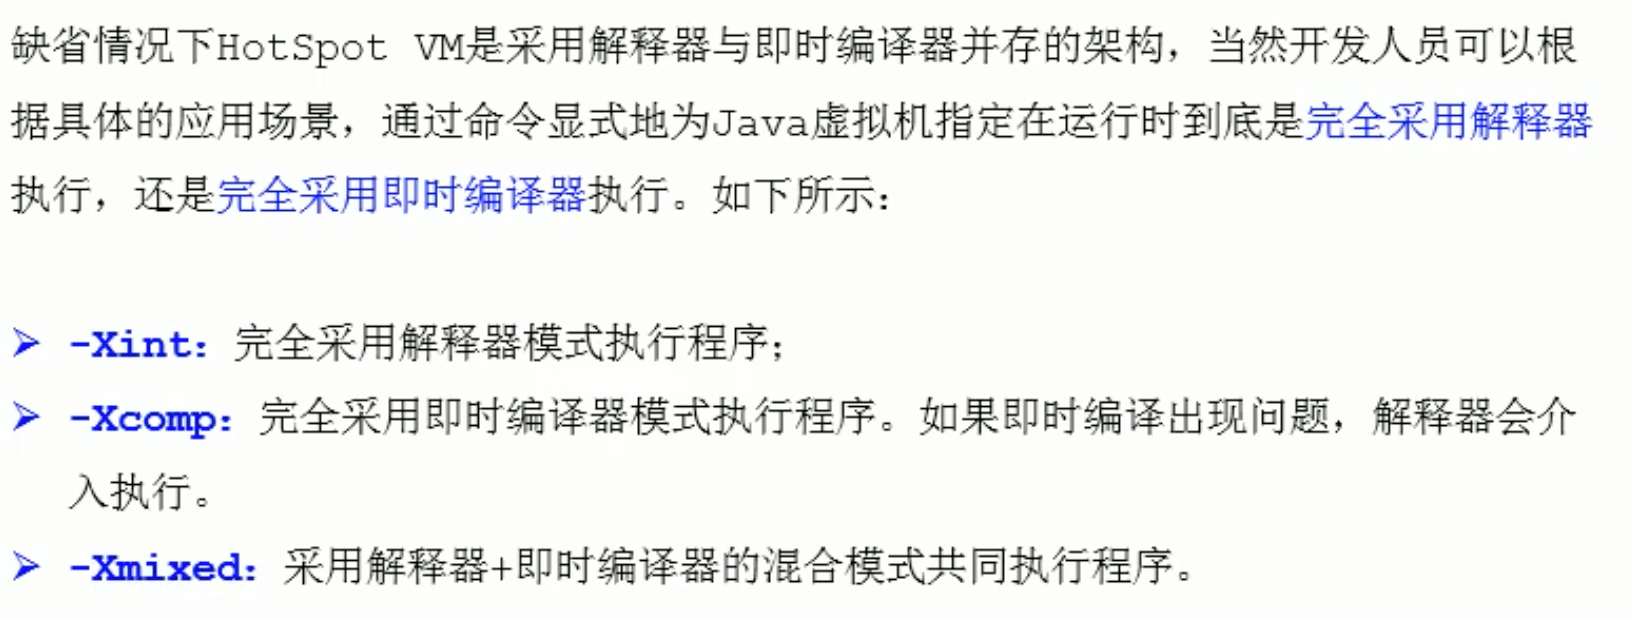 缺省情况下HotSpot VM是采用解释器与即时编译器并存的架构，当然开发人员可以根
据具体的应用场景，通过命令显式地为Java虚拟机指定在运行时到底是完全采用解释器
执行，还是完全采用即时编译器执行。如下所示：
➢ -Xint：完全采用解释器模式执行程序；
➢ -Xcomp：完全采用即时编译器模式执行程序。如果即时编译出现问题，解释器会介
入执行。
➢ -Xmixed：采用解释器+即时编译器的混合模式共同执行程序。